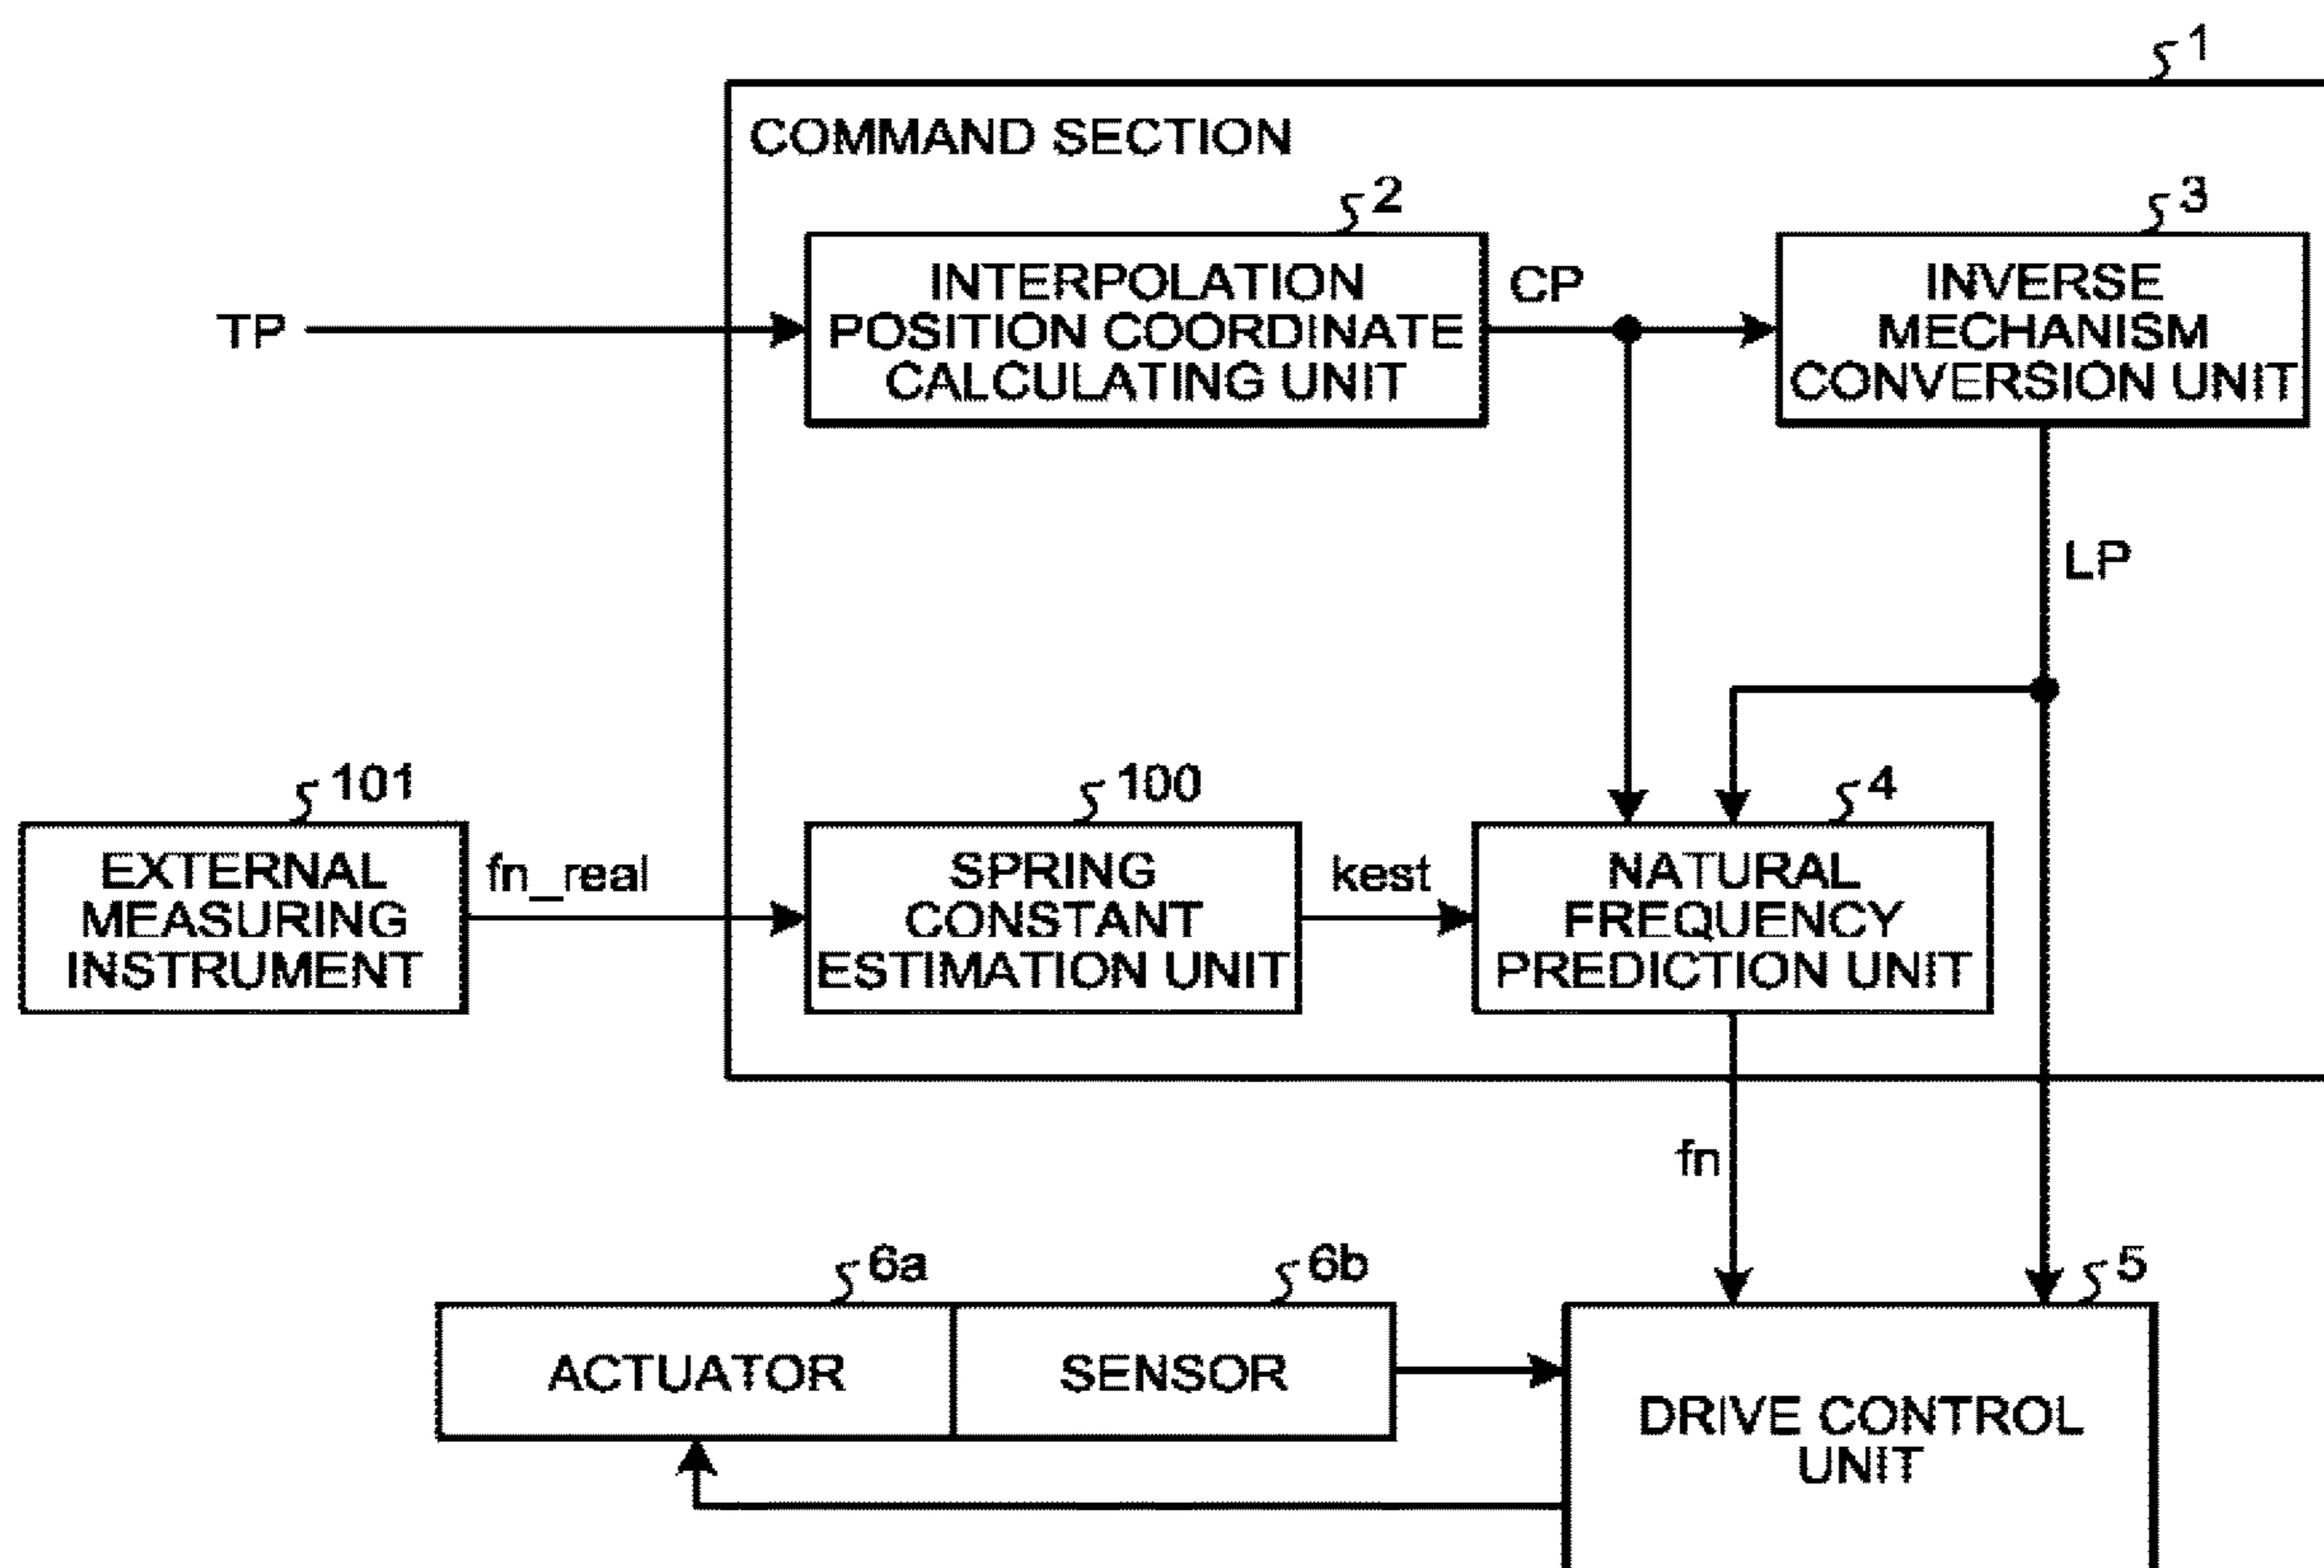 1
COMMAND SECTION
2
3
INTERPOLATION
POSITION COORDINATE
CALCULATING UNIT
CP
INVERSE
MECHANISM
CONVERSION UNIT
TP
LP
101
100
4
EXTERNAL
MEASURING
INSTRUMENT
fn_real
SPRING
CONSTANT
ESTIMATION UNIT
kest
NATURAL
FREQUENCY
PREDICTION UNIT
fn
6a
6b
5
ACTUATOR
SENSOR
DRIVE CONTROL
UNIT